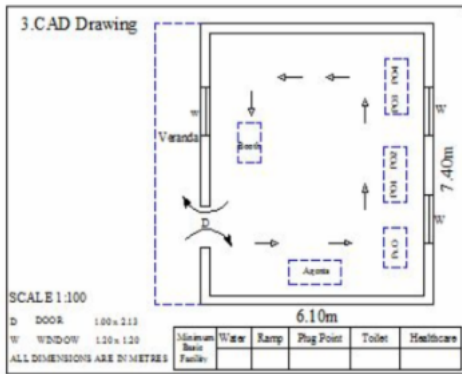 3.CAD Drawing
PO4
PO3
W
W
Veranda
Booth
PO2
PO1
7.40m
W
D
PrO
Agents
6.10m
SCALE 1:100
D DOOR 1.00 x 2.13
W WINDOW 1.20 x 1.20
ALL DIMENSIONS ARE IN METRES
Minimum Basic Facility Water Ramp Plug Point Toilet Healthcare